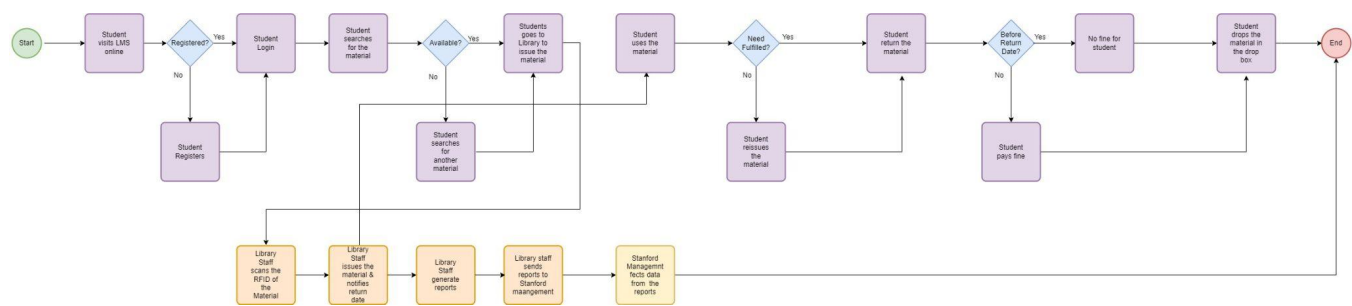 Start
Student
visits LMS
online
Registered?
Yes
No
Student
Registers
Student
Login
Student
searches
for the
material
Available?
Yes
No
Student
searches
for
another
material
Students
goes to
Library to
issue the
material
Student
uses the
material
Need
Fulfilled?
Yes
No
Student
reissues
the
material
Student
return the
material
Before
Return
Date?
Yes
No
Student
pays fine
No fine for
student
Student
drops the
material in
the drop
box
End
Library
Staff
scans the
RFID of
the
Material
Library
Staff
issues the
material &
notifies
return
date
Library
Staff
generate
reports
Library staff
sends
reports to
Stanford
maangement
Stanford
Managemnt
fects data
from the
reports